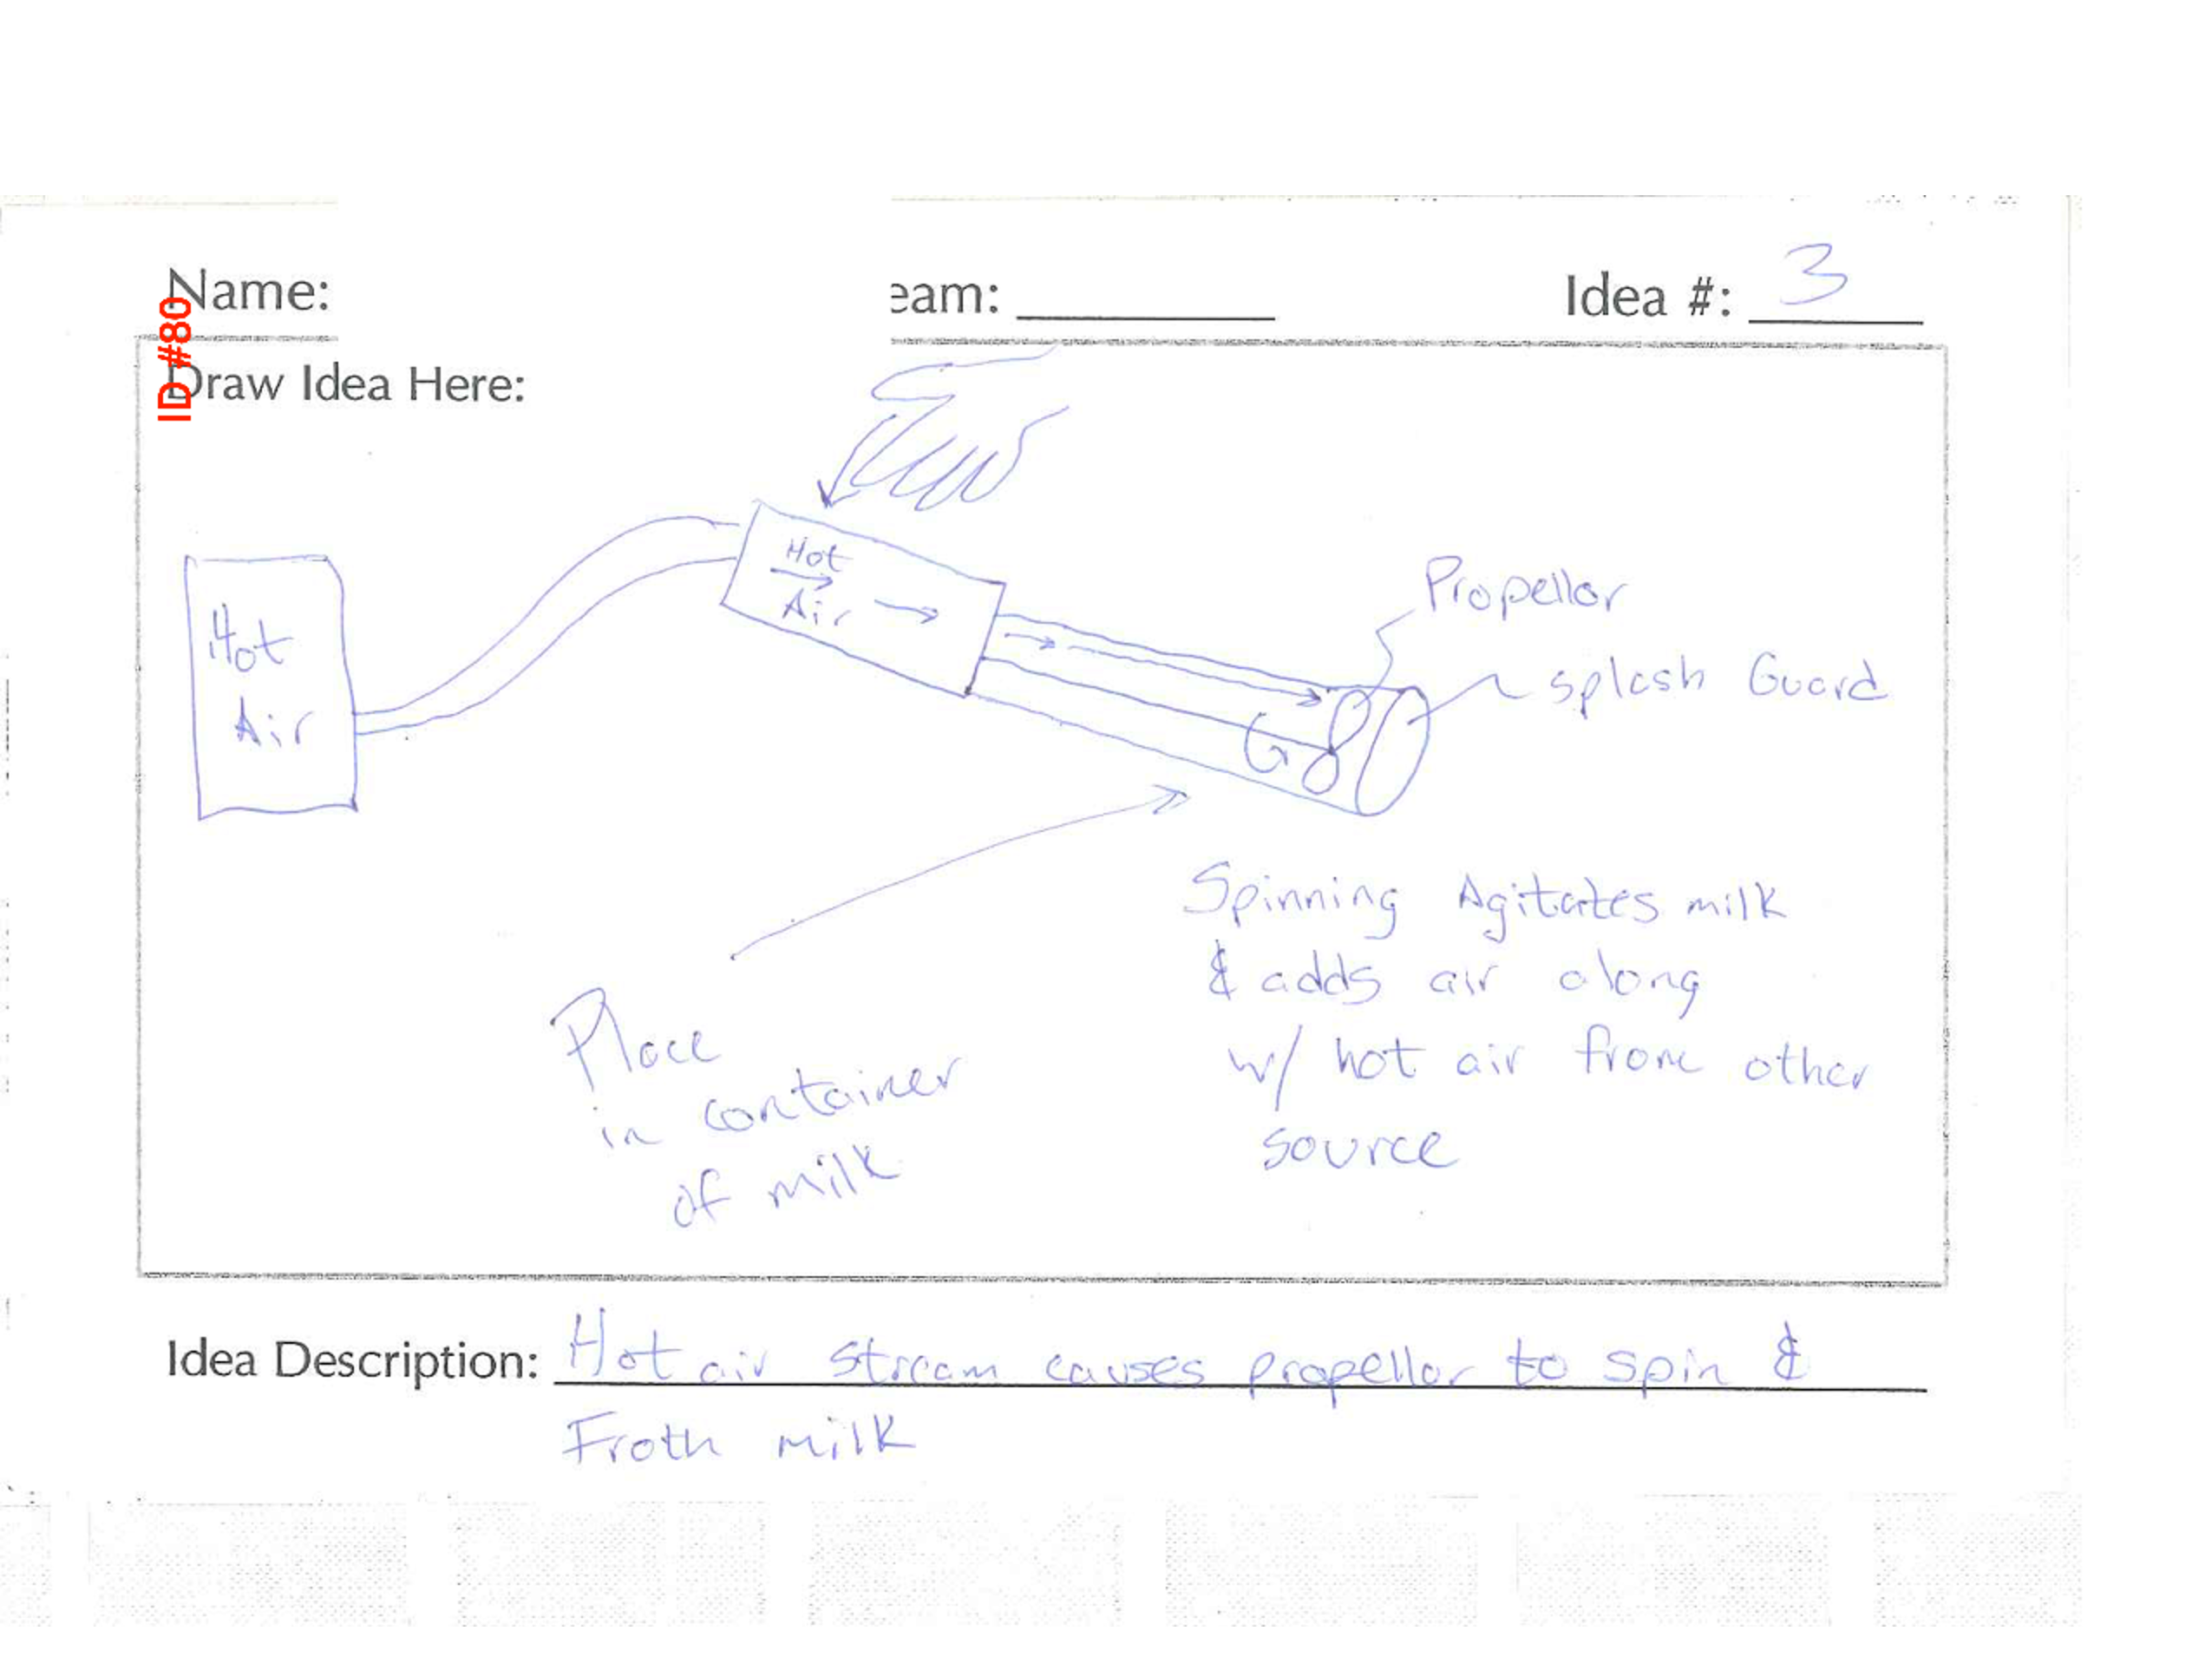 Name:
eam:
Idea #: 3
ID#80
Draw Idea Here:
Hot
Air
Hot
Air
Propellor
Splash Guard
Spinning Agitates milk
& adds air along
w/ hot air from other
source
Place
in container
of milk
Idea Description: Hot air stream causes propellor to spin &
Froth milk